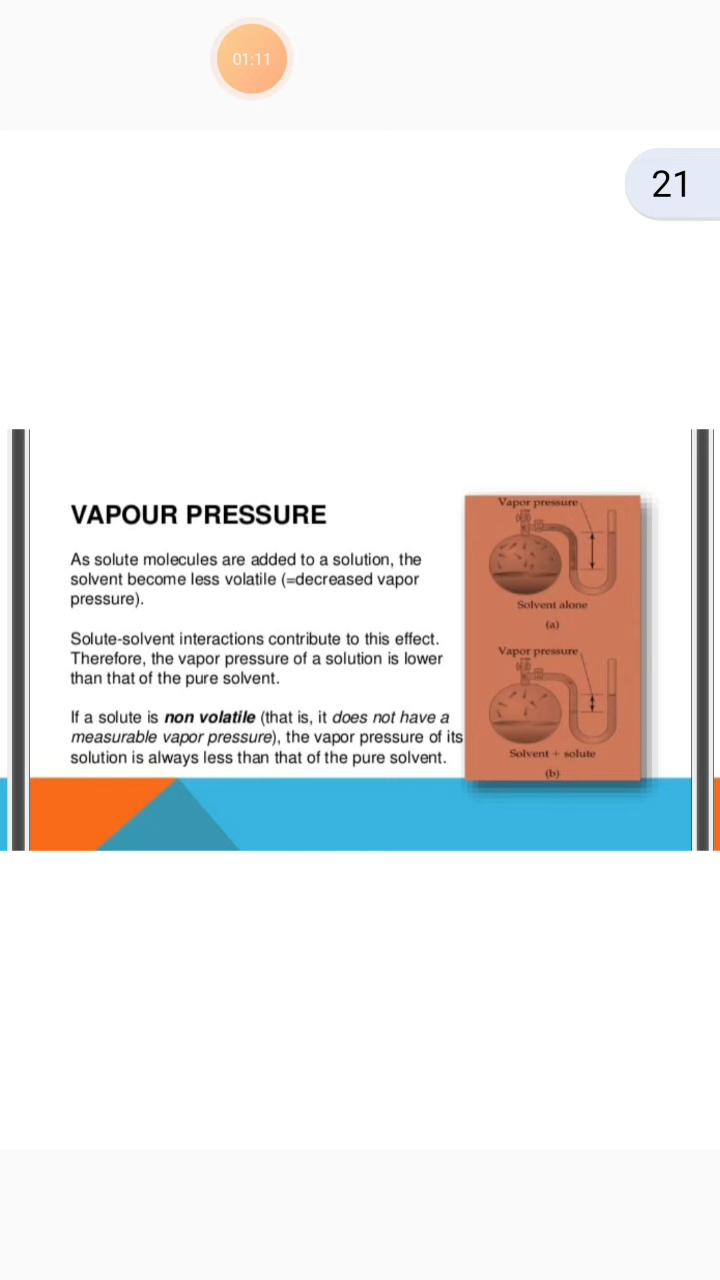 01:11
21
VAPOUR PRESSURE
As solute molecules are added to a solution, the
solvent become less volatile (=decreased vapor
pressure).
Solute-solvent interactions contribute to this effect.
Therefore, the vapor pressure of a solution is lower
than that of the pure solvent.
If a solute is non volatile (that is, it does not have a
measurable vapor pressure), the vapor pressure of its
solution is always less than that of the pure solvent.
Vapor pressure
Solvent alone
(a)
Vapor pressure
Solvent + solute
(b)